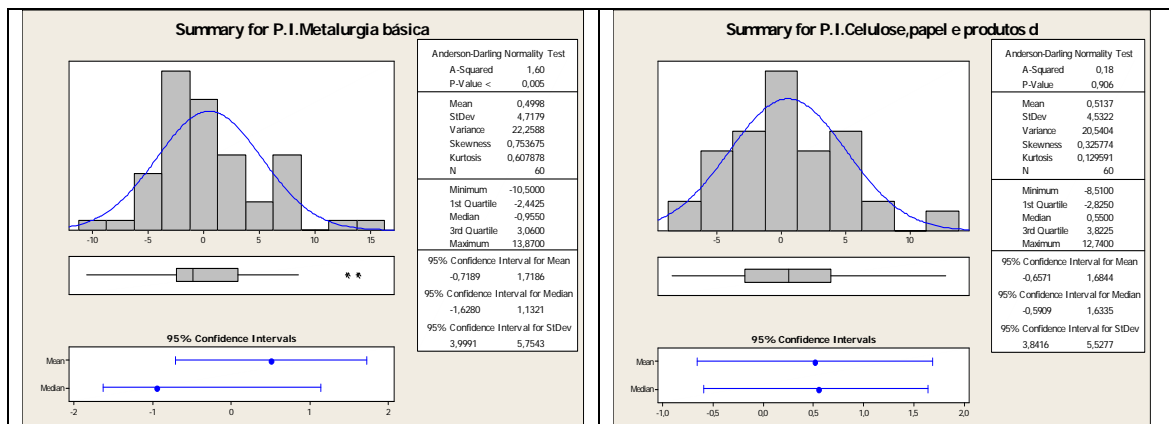 Summary for P.I.Metalurgia básica
-10 -5 0 5 10 15
95% Confidence Intervals
Mean
Median
-2 -1 0 1 2
Anderson-Darling Normality Test
A-Squared 1,60
P-Value < 0,005
Mean 0,4998
StDev 4,7179
Variance 22,2588
Skewness 0,753675
Kurtosis 0,607878
N 60
Minimum -10,5000
1st Quartile -2,4425
Median -0,9550
3rd Quartile 3,0600
Maximum 13,8700
95% Confidence Interval for Mean
-0,7189 1,7186
95% Confidence Interval for Median
-1,6280 1,1321
95% Confidence Interval for StDev
3,9991 5,7543
Summary for P.I.Celulose,papel e produtos d
-5 0 5 10
95% Confidence Intervals
Mean
Median
-1,0 -0,5 0,0 0,5 1,0 1,5 2,0
Anderson-Darling Normality Test
A-Squared 0,18
P-Value 0,906
Mean 0,5137
StDev 4,5322
Variance 20,5404
Skewness 0,325774
Kurtosis 0,129591
N 60
Minimum -8,5100
1st Quartile -2,8250
Median 0,5500
3rd Quartile 3,8225
Maximum 12,7400
95% Confidence Interval for Mean
-0,6571 1,6844
95% Confidence Interval for Median
-0,5909 1,6335
95% Confidence Interval for StDev
3,8416 5,5277